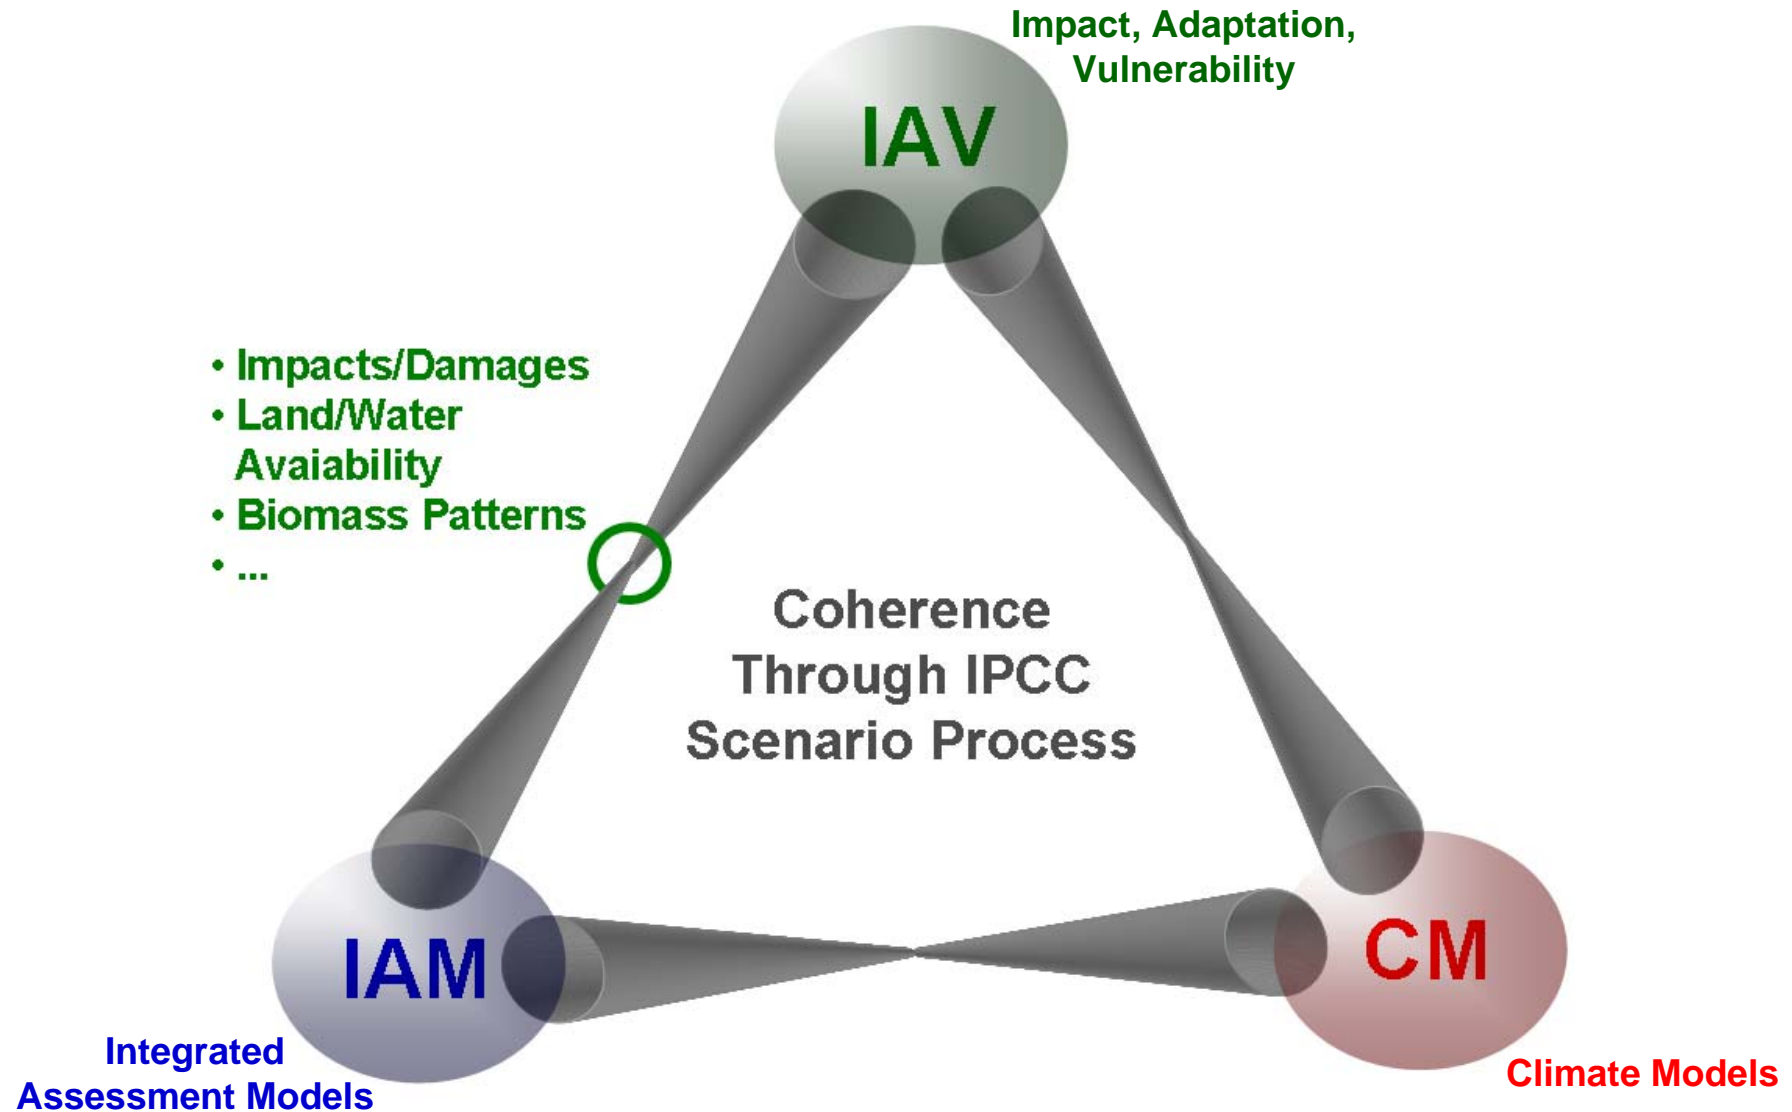 Impact, Adaptation,
Vulnerability
IAV
• Impacts/Damages
• Land/Water
Avaiability
• Biomass Patterns
• ...
Coherence
Through IPCC
Scenario Process
IAM
CM
Integrated
Assessment Models
Climate Models